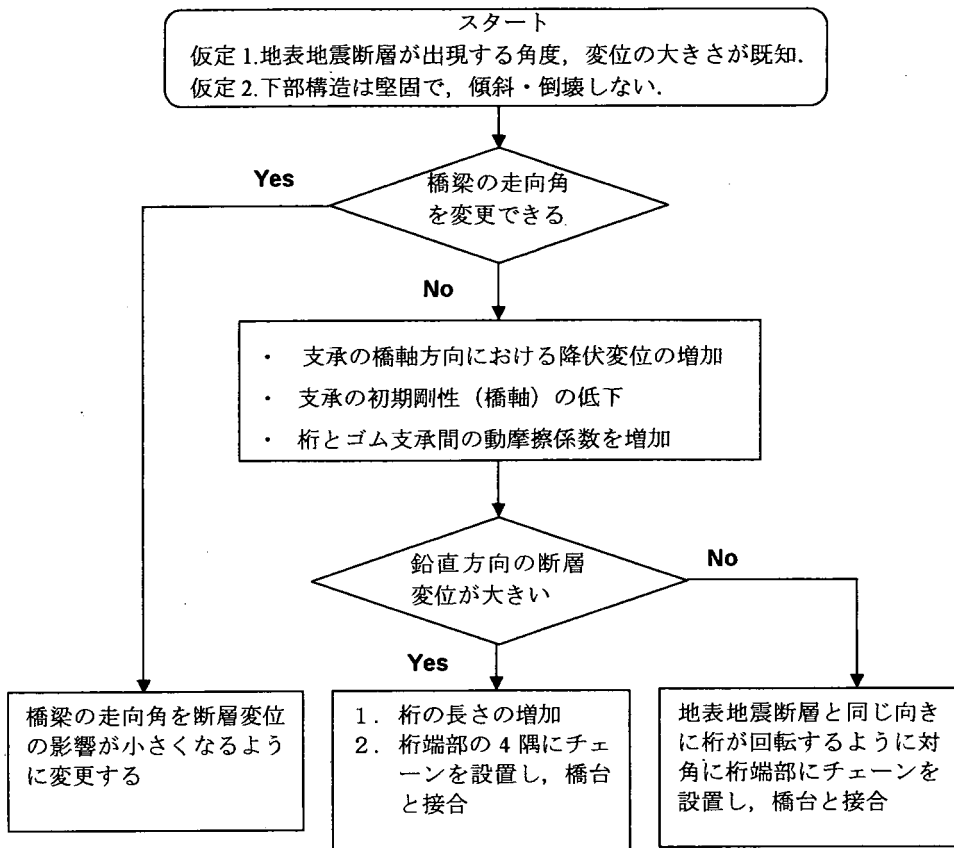 スタート
仮定1.地表地震断層が出現する角度,変位の大きさが既知.
仮定2.下部構造は堅固で,傾斜・倒壊しない.
Yes
橋梁の走向角
を変更できる
No
・ 支承の橋軸方向における降伏変位の増加
・ 支承の初期剛性(橋軸)の低下
・ 桁とゴム支承間の動摩擦係数を増加
鉛直方向の断層
変位が大きい
No
Yes
橋梁の走向角を断層変位
の影響が小さくなるよう
に変更する
1. 桁の長さの増加
2. 桁端部の4隅にチェ
ーンを設置し,橋台
と接合
地表地震断層と同じ向き
に桁が回転するように対
角に桁端部にチェーンを
設置し,橋台と接合